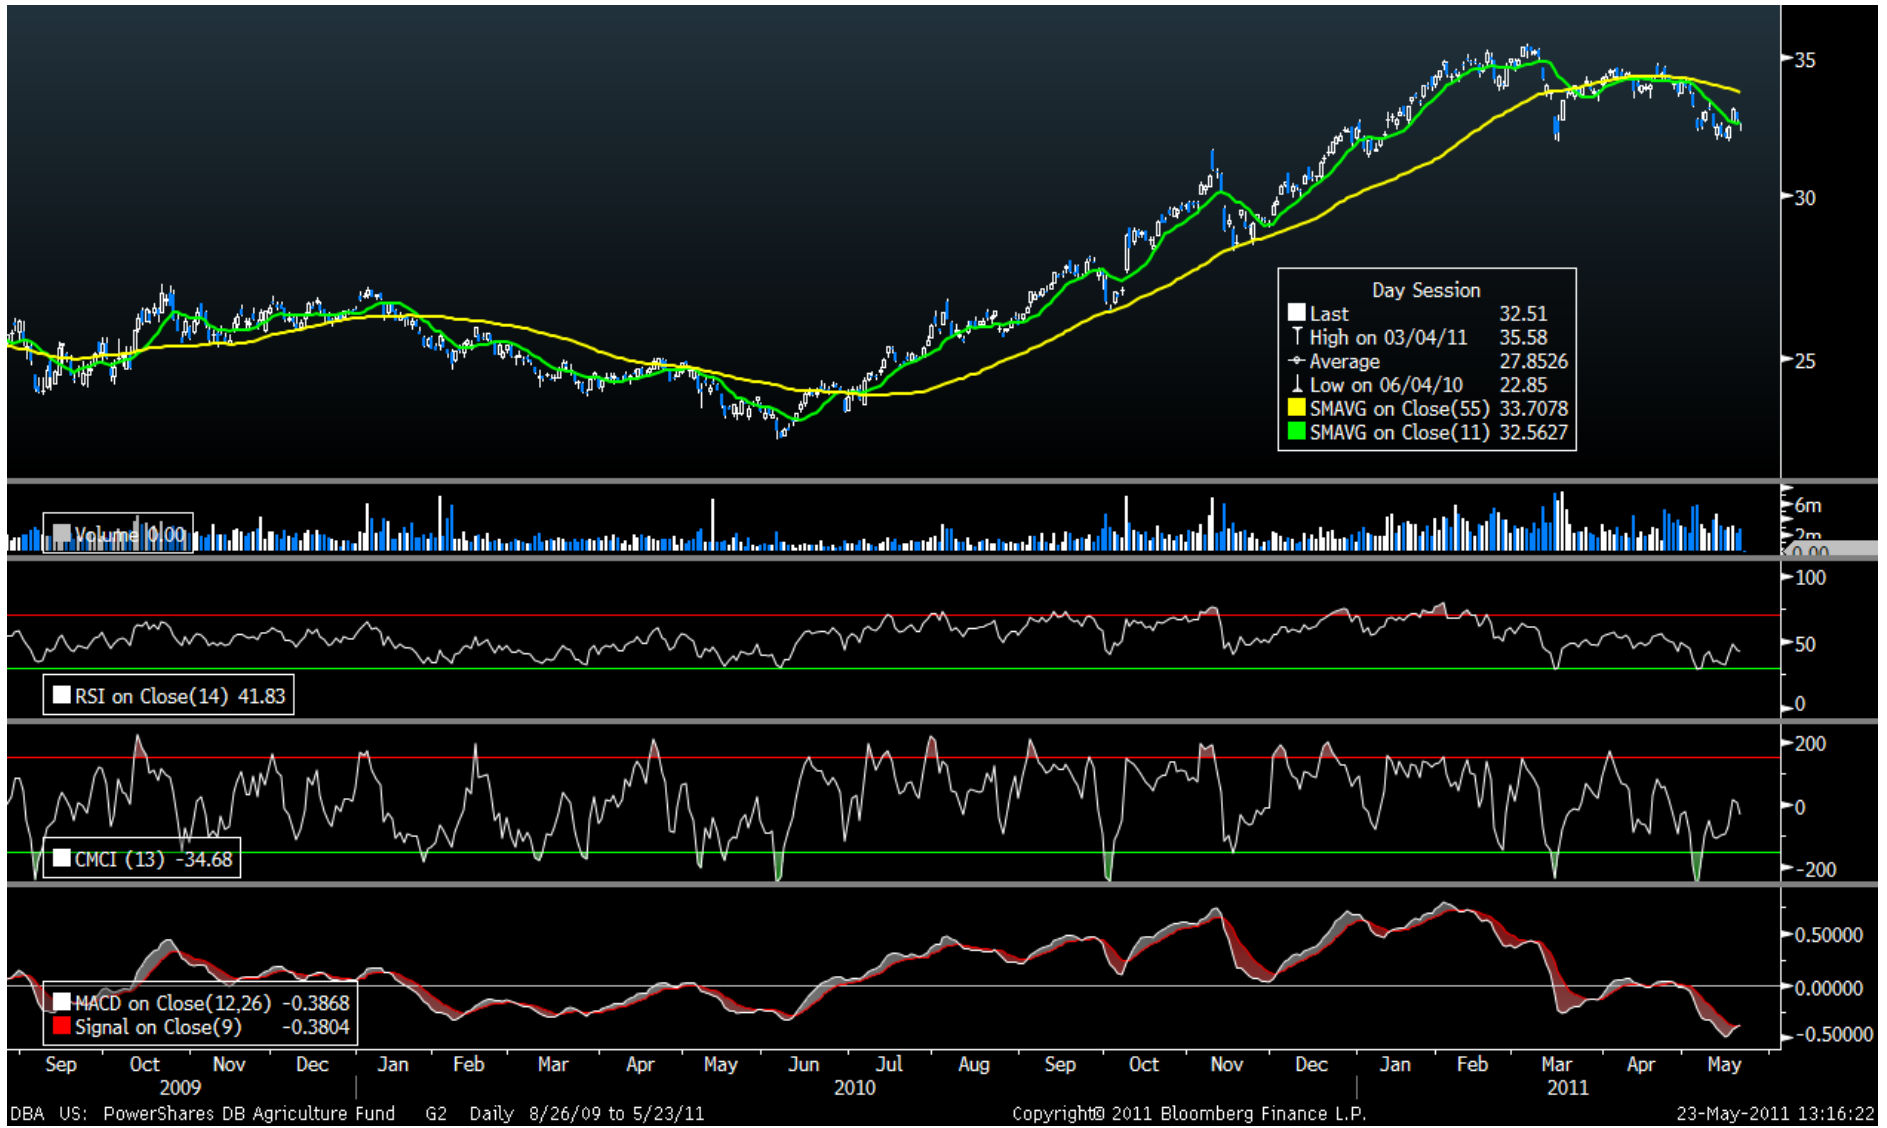 35
30
25
Day Session
Last 32.51
High on 03/04/11 35.58
Average 27.8526
Low on 06/04/10 22.85
SMAVG on Close(55) 33.7078
SMAVG on Close(11) 32.5627
6m
2m
0.00
Volume 0.00
100
50
0
RSI on Close(14) 41.83
200
0
-200
CMCI (13) -34.68
0.50000
0.00000
-0.50000
MACD on Close(12,26) -0.3868
Signal on Close(9) -0.3804
Sep Oct Nov Dec Jan Feb Mar Apr May Jun Jul Aug Sep Oct Nov Dec Jan Feb Mar Apr May
2009 2010 2011
DBA US: PowerShares DB Agriculture Fund G2 Daily 8/26/09 to 5/23/11 Copyright© 2011 Bloomberg Finance L.P. 23-May-2011 13:16:22